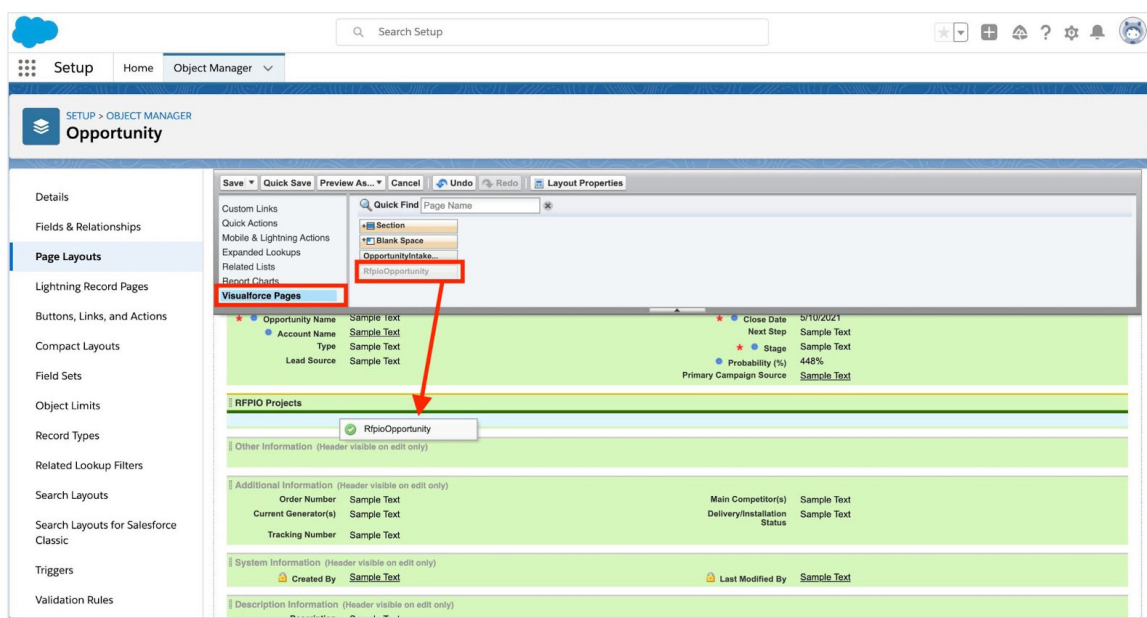 Search Setup
Setup Home Object Manager
SETUP > OBJECT MANAGER
Opportunity
Details
Fields & Relationships
Page Layouts
Lightning Record Pages
Buttons, Links, and Actions
Compact Layouts
Field Sets
Object Limits
Record Types
Related Lookup Filters
Search Layouts
Search Layouts for Salesforce
Classic
Triggers
Validation Rules
Save Quick Save Preview As... Cancel Undo Redo Layout Properties
Custom Links
Quick Actions
Mobile & Lightning Actions
Expanded Lookups
Related Lists
Report Charts
Visualforce Pages
Quick Find Page Name
Section
Blank Space
OpportunityIntake...
RfpioOpportunity
* Opportunity Name Sample Text * Close Date 5/10/2021
Account Name Sample Text Next Step Sample Text
Type Sample Text * Stage Sample Text
Lead Source Sample Text Probability (%) 448%
Primary Campaign Source Sample Text
RFPIO Projects
RfpioOpportunity
Other Information (Header visible on edit only)
Additional Information (Header visible on edit only)
Order Number Sample Text Main Competitor(s) Sample Text
Current Generator(s) Sample Text Delivery/Installation Sample Text
Status
Tracking Number Sample Text
System Information (Header visible on edit only)
Created By Sample Text Last Modified By Sample Text
Description Information (Header visible on edit only)
Description Sample Text